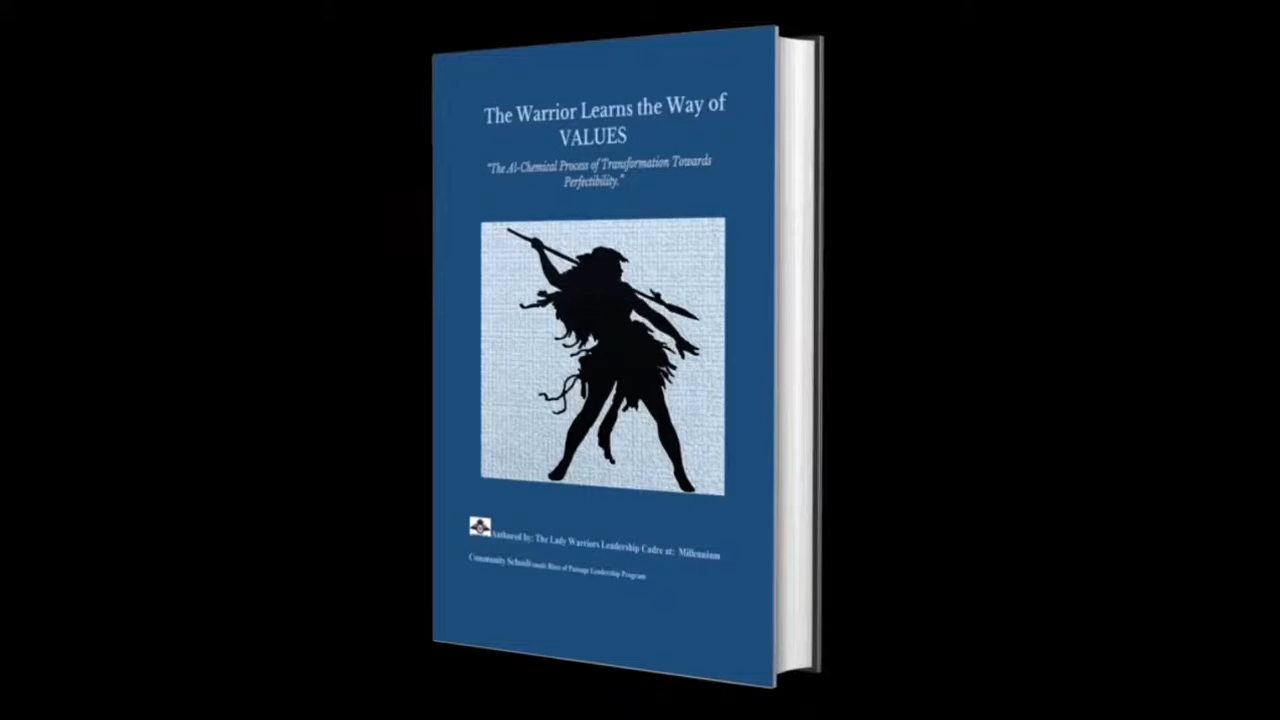 The Warrior Learns the Way of
VALUES
"The Al-Chemical Process of Transformation Towards
Perfectibility."
Authored by: The Lady Warriors Leadership Cadre at: Millennium
Community School/ Rites of Passage Leadership Program